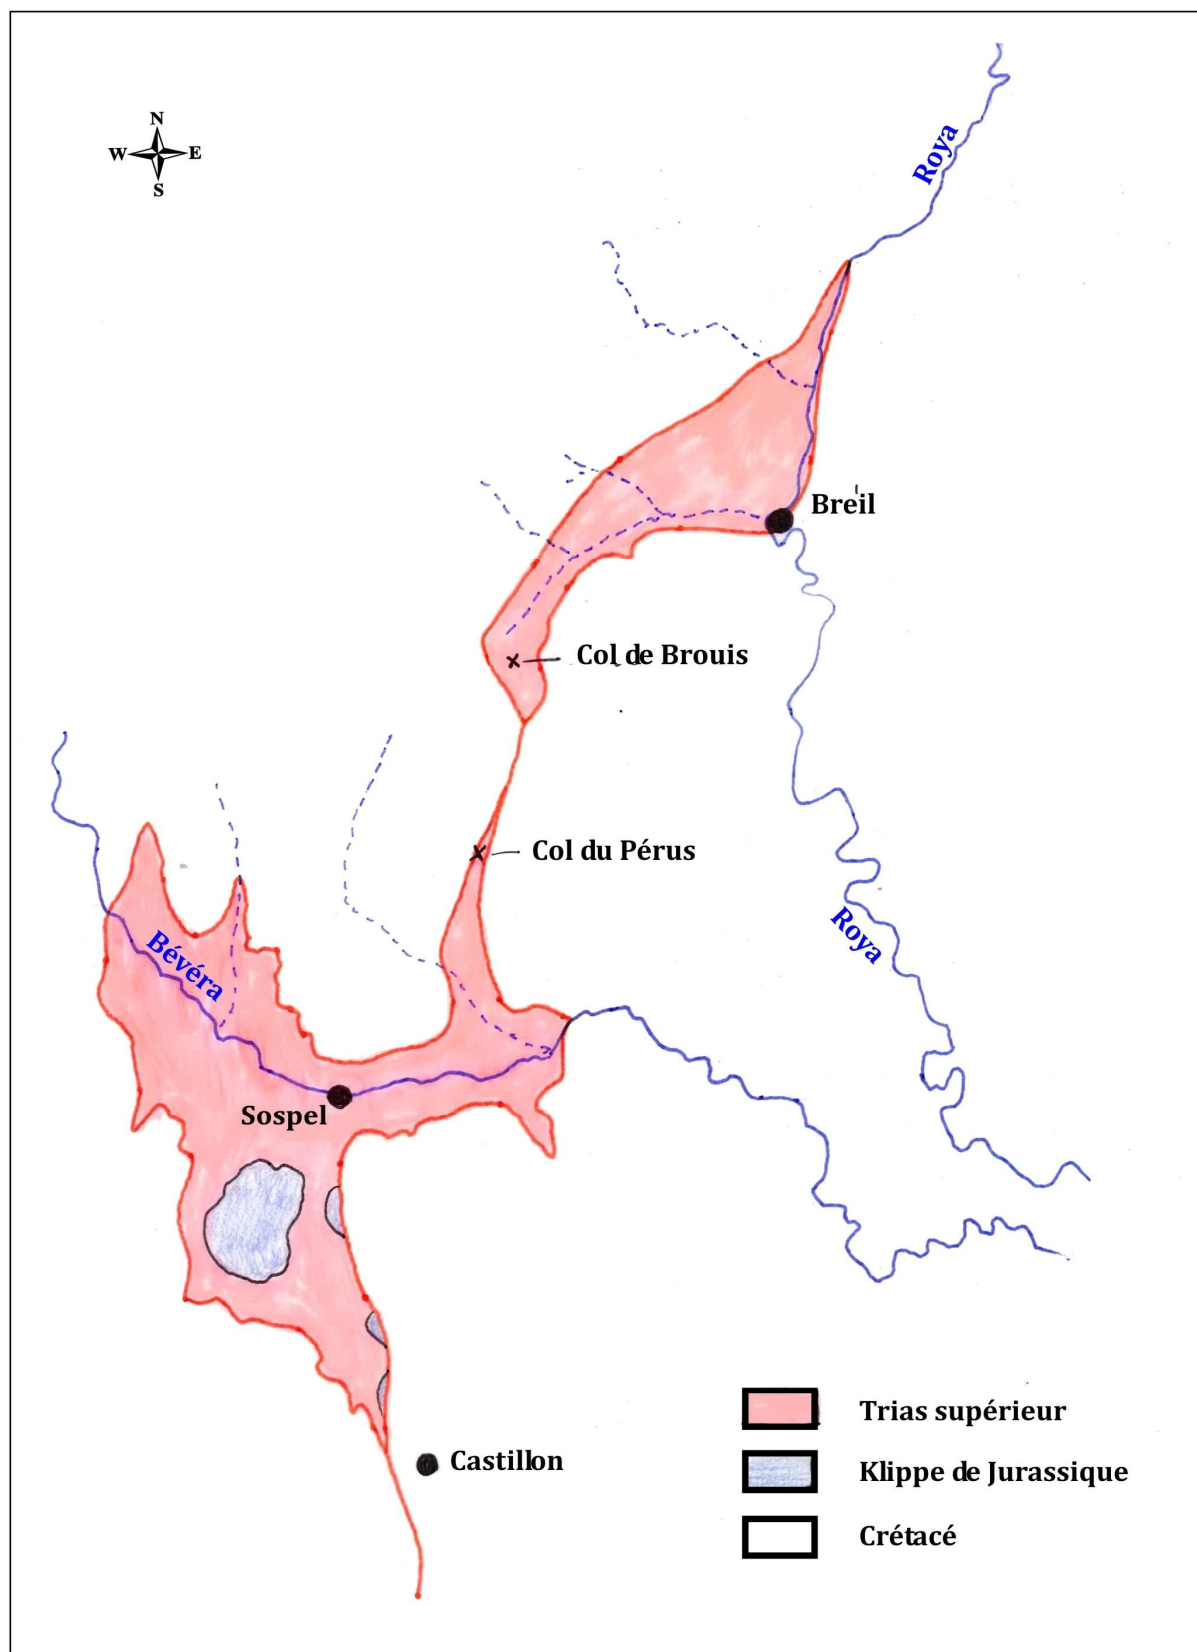 N
W E
S
Roya
Breil
Col de Brouis
Col du Pérus
Bévéra
Roya
Sospel
Castillon
Trias supérieur
Klippe de Jurassique
Crétacé